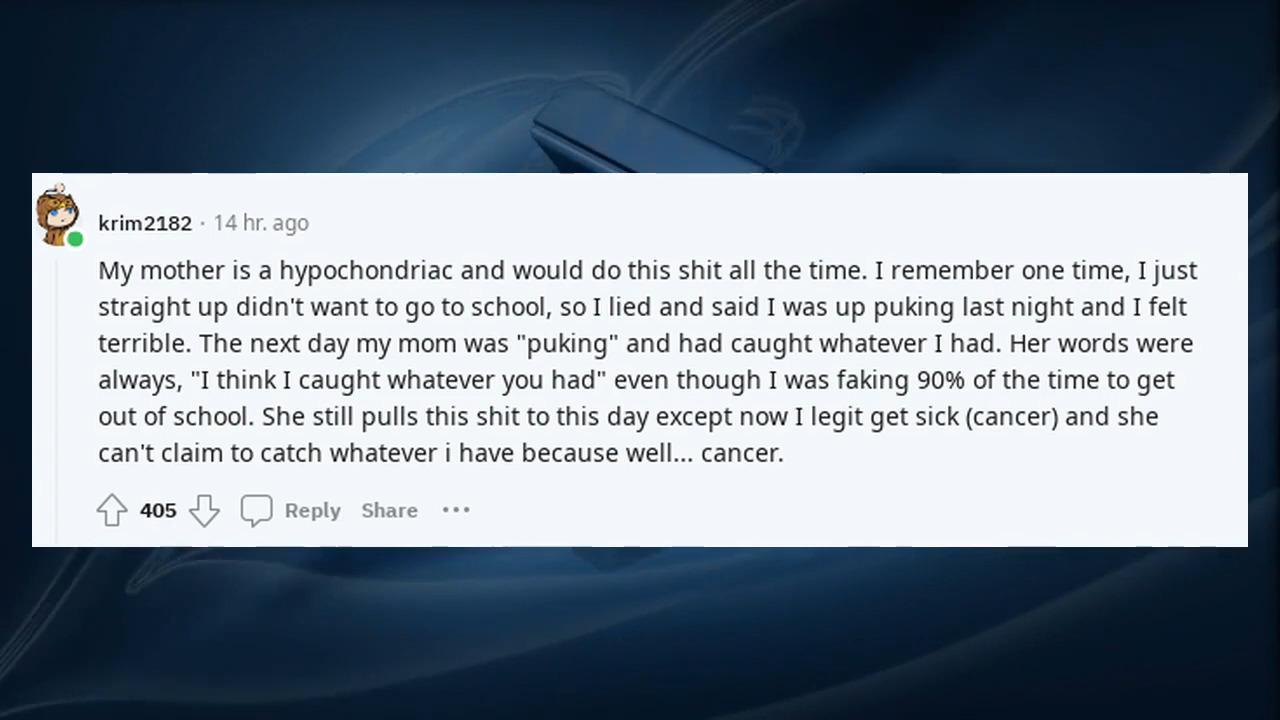 krim2182 · 14 hr. ago
My mother is a hypochondriac and would do this shit all the time. I remember one time, I just
straight up didn't want to go to school, so I lied and said I was up puking last night and I felt
terrible. The next day my mom was "puking" and had caught whatever I had. Her words were
always, "I think I caught whatever you had" even though I was faking 90% of the time to get
out of school. She still pulls this shit to this day except now I legit get sick (cancer) and she
can't claim to catch whatever i have because well... cancer.
405 Reply Share ···